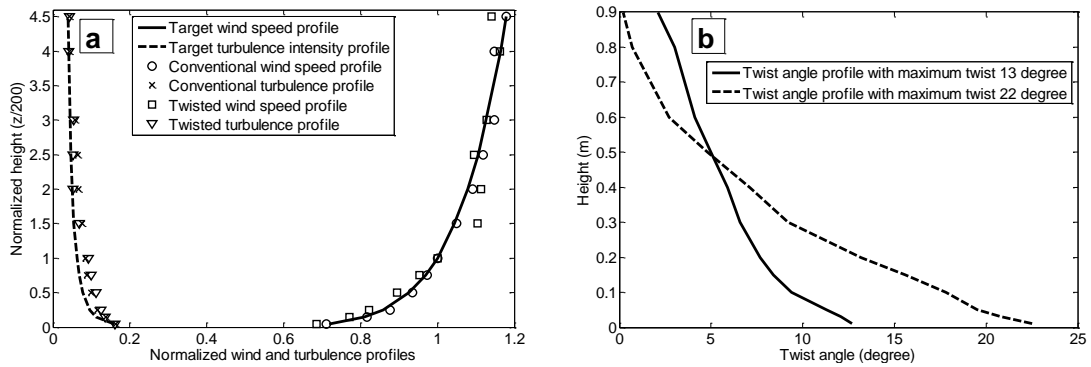 a
Target wind speed profile
Target turbulence intensity profile
Conventional wind speed profile
Conventional turbulence profile
Twisted wind speed profile
Twisted turbulence profile
Normalized height (z/200)
4.5
4
3.5
3
2.5
2
1.5
1
0.5
0
0
0.2
0.4
0.6
0.8
1
1.2
Normalized wind and turbulence profiles
b
Twist angle profile with maximum twist 13 degree
Twist angle profile with maximum twist 22 degree
Height (m)
0.9
0.8
0.7
0.6
0.5
0.4
0.3
0.2
0.1
0
0
5
10
15
20
25
Twist angle (degree)